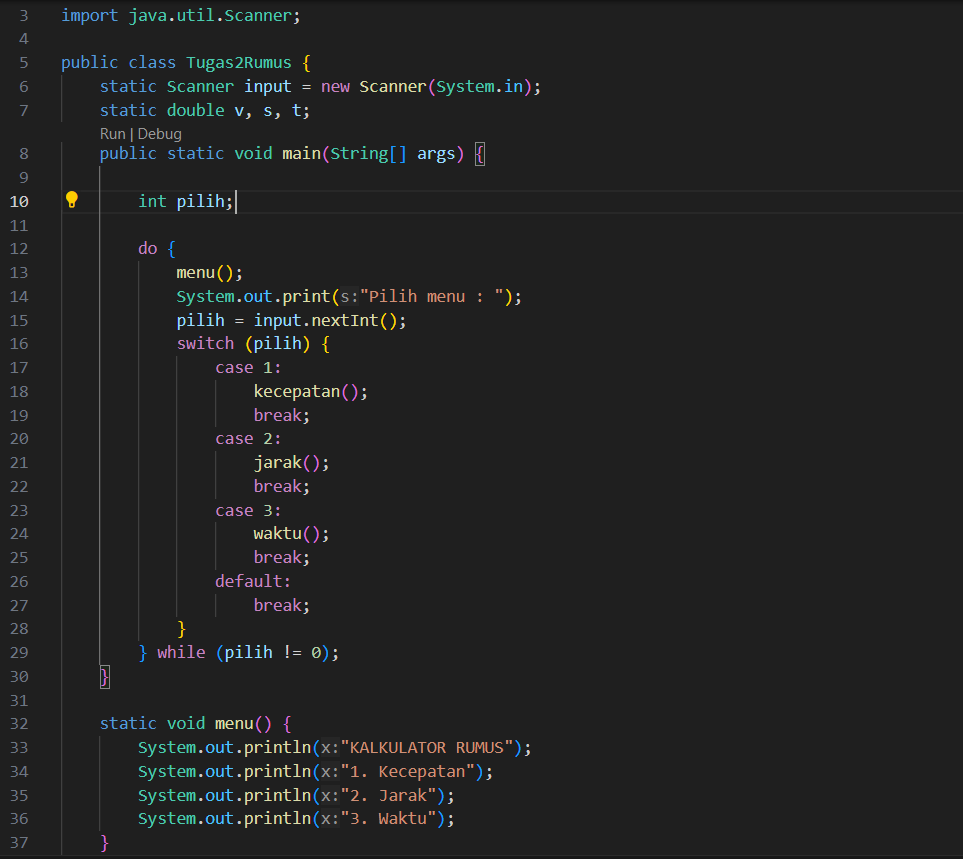 3 import java.util.Scanner;
4
5 public class Tugas2Rumus {
6 static Scanner input = new Scanner(System.in);
7 static double v, s, t;
Run | Debug
8 public static void main(String[] args) {
9
10 int pilih;
11
12 do {
13 menu();
14 System.out.print(s:"Pilih menu : ");
15 pilih = input.nextInt();
16 switch (pilih) {
17 case 1:
18 kecepatan();
19 break;
20 case 2:
21 jarak();
22 break;
23 case 3:
24 waktu();
25 break;
26 default:
27 break;
28 }
29 } while (pilih != 0);
30 }
31
32 static void menu() {
33 System.out.println(x:"KALKULATOR RUMUS");
34 System.out.println(x:"1. Kecepatan");
35 System.out.println(x:"2. Jarak");
36 System.out.println(x:"3. Waktu");
37 }